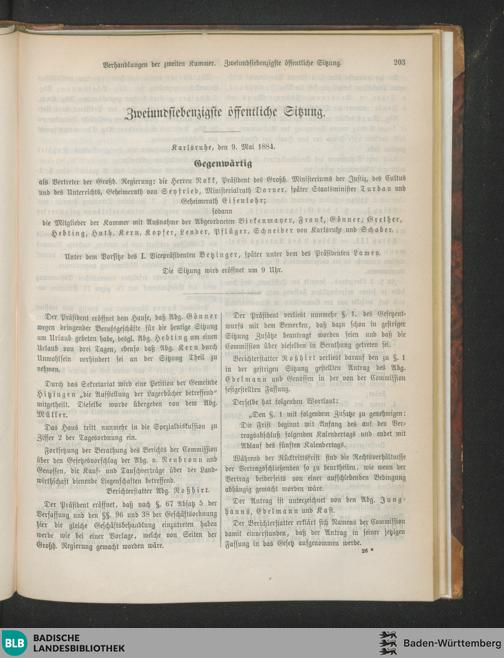 Verhandlungen der zweiten Kammer. Zweiundsiebenzigste öffentliche Sitzung. 203
Zweiundsiebenzigste öffentliche Sitzung.
Karlsruhe, den 9. Mai 1884.
Gegenwärtig
als Vertreter der Großh. Regierung: die Herren Nokk, Präsident des Großh. Ministeriums der Justiz, des Cultus
und des Unterrichts, Geheimerath von Seyfried, Ministerialrath Dorner, später Staatsminister Turban und
Geheimerath Eisenlohr;
sodann
die Mitglieder der Kammer mit Ausnahme der Abgeordneten Birkenmayer, Frank, Gönner, Grether,
Hebting, Huth, Kern, Kopfer, Lender, Pflüger, Schneider von Karlsruhe und Schober.
Unter dem Vorsitze des I. Vicepräsidenten Betzinger, später unter dem des Präsidenten Lamey.
Die Sitzung wird eröffnet um 9 Uhr.
Der Präsident eröffnet dem Hause, daß Abg. Gönner
wegen dringender Berufsgeschäfte für die heutige Sitzung
um Urlaub gebeten habe, desgl. Abg. Hebting um einen
Urlaub von drei Tagen, ebenso daß Abg. Kern durch
Unwohlsein verhindert sei an der Sitzung Theil zu
nehmen.
Durch das Sekretariat wird eine Petition der Gemeinde
Hitzingen „die Aufstellung der Lagerbücher betreffend“
mitgetheilt. Dieselbe wurde übergeben von dem Abg.
Müller.
Das Haus tritt nunmehr in die Spezialdiskussion zu
Ziffer 2 der Tagesordnung ein.
Fortsetzung der Berathung des Berichts der Commission
über den Gesetzesvorschlag der Abg. v. Neubronn und
Genossen, die Kauf- und Tauschverträge über der Land-
wirthschaft dienende Liegenschaften betreffend.
Berichterstatter Abg. Roßhirt.
Der Präsident eröffnet, daß nach §. 67 Absatz 5 der
Verfassung und den §§. 96 und 38 der Geschäftsordnung
hier die gleiche Geschäftsbehandlung einzutreten haben
werde wie bei einer Vorlage, welche von Seiten der
Großh. Regierung gemacht worden wäre.
Der Präsident verliest nunmehr §. 1. des Gesetzent-
wurfs mit dem Bemerken, daß dazu schon in gestriger
Sitzung Zusätze beantragt worden seien und daß die
Commission über dieselben in Berathung getreten sei.
Berichterstatter Roßhirt verliest darauf den zu §. 1
in der gestrigen Sitzung gestellten Antrag des Abg.
Edelmann und Genossen in der von der Commission
festgestellten Fassung.
Derselbe hat folgenden Wortlaut:
„Den §. 1 mit folgendem Zusatze zu genehmigen:
Die Frist beginnt mit Anfang des auf den Ver-
tragsabschluß folgenden Kalendertags und endet mit
Ablauf des fünften Kalendertags.
Während der Rücktrittsfrist sind die Rechtsverhältnisse
der Vertragschließenden so zu beurtheilen, wie wenn der
Vertrag beiderseits von einer aufschiebenden Bedingung
abhängig gemacht worden wäre.
Der Antrag ist unterzeichnet von den Abg. Jung-
hanns, Edelmann und Kast.
Der Berichterstatter erklärt sich Namens der Commission
damit einverstanden, daß der Antrag in seiner jetzigen
Fassung in das Gesetz aufgenommen werde.
26 *
BLB BADISCHE
LANDESBIBLIOTHEK
Baden-Württemberg